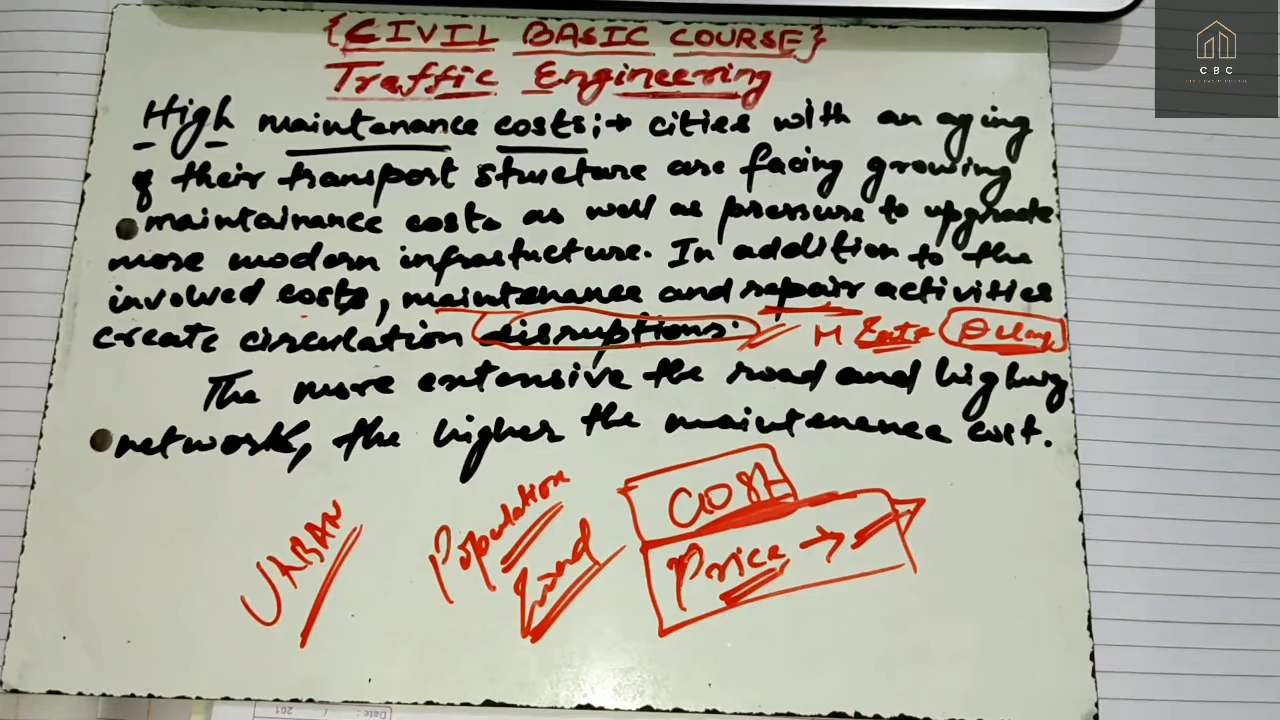 {CIVIL BASIC COURSE}
Traffic Engineering
High maintenance costs:→ cities with an aging
of their transport structure are facing growing
maintainance costs as well as pressure to upgrade
more modern infrastucture. In addition to the
involved costs, maintenance and repair activities
create circulation disruptions. M Delay
The more extensive the road and highway
network, the higher the maintenance cost.
URBAN Population COST
Price →
CBC